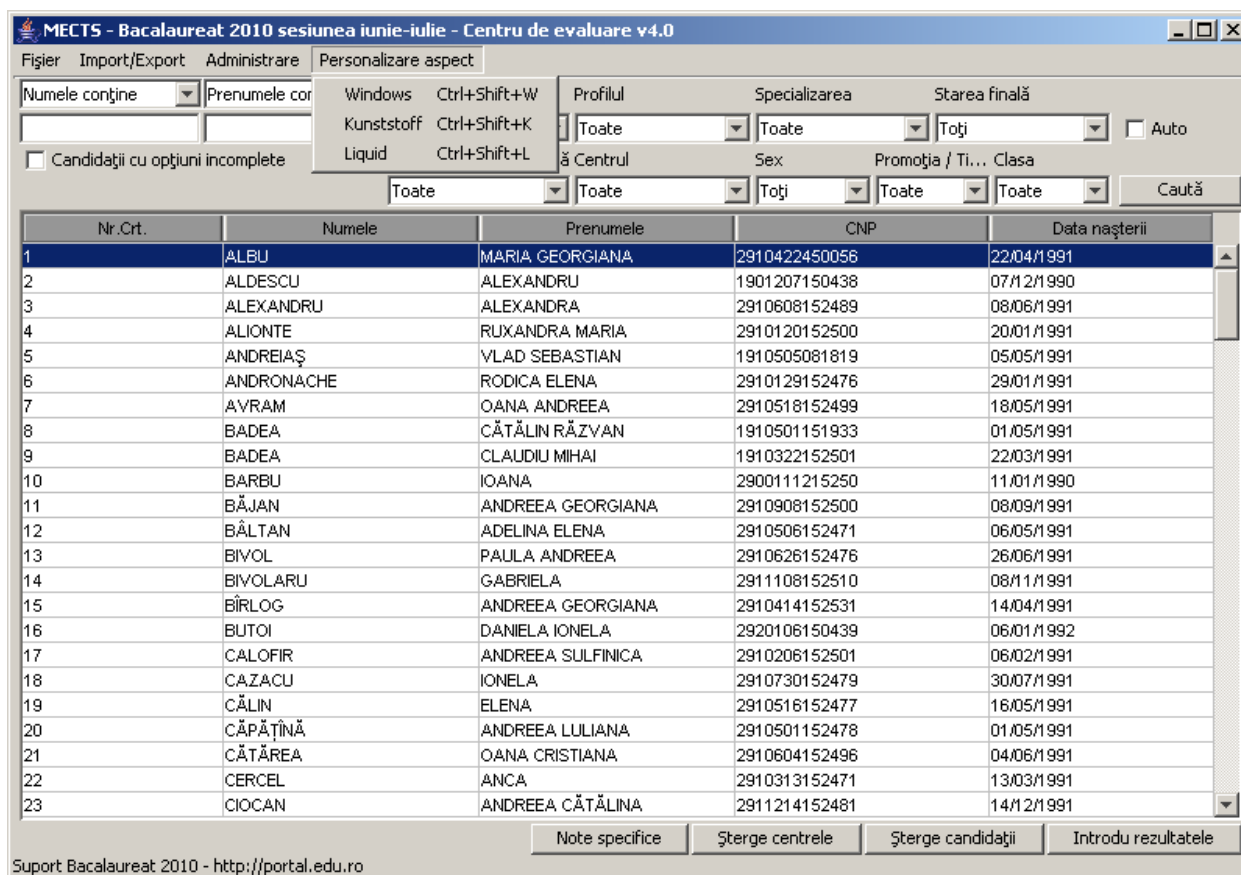 MECTS - Bacalaureat 2010 sesiunea iunie-iulie - Centru de evaluare v4.0
Fişier Import/Export Administrare Personalizare aspect
Windows Ctrl+Shift+W
Kunststoff Ctrl+Shift+K
Liquid Ctrl+Shift+L
Numele conţine Prenumele Profilul Specializarea Starea finală
Toate Toate Toţi Auto
Candidaţii cu opţiuni incomplete Centrul Sex Promoţia / Ti... Clasa
Toate Toate Toţi Toate Toate Caută
Nr.Crt. Numele Prenumele CNP Data naşterii
1 ALBU MARIA GEORGIANA 2910422450056 22/04/1991
2 ALDESCU ALEXANDRU 1901207150438 07/12/1990
3 ALEXANDRU ALEXANDRA 2910608152489 08/06/1991
4 ALIONTE RUXANDRA MARIA 2910120152500 20/01/1991
5 ANDREIAŞ VLAD SEBASTIAN 1910505081819 05/05/1991
6 ANDRONACHE RODICA ELENA 2910129152476 29/01/1991
7 AVRAM OANA ANDREEA 2910518152499 18/05/1991
8 BADEA CĂTĂLIN RĂZVAN 1910501151933 01/05/1991
9 BADEA CLAUDIU MIHAI 1910322152501 22/03/1991
10 BARBU IOANA 2900111215250 11/01/1990
11 BĂJAN ANDREEA GEORGIANA 2910908152500 08/09/1991
12 BÂLTAN ADELINA ELENA 2910506152471 06/05/1991
13 BIVOL PAULA ANDREEA 2910626152476 26/06/1991
14 BIVOLARU GABRIELA 2911108152510 08/11/1991
15 BÎRLOG ANDREEA GEORGIANA 2910414152531 14/04/1991
16 BUTOI DANIELA IONELA 2920106150439 06/01/1992
17 CALOFIR ANDREEA SULFINICA 2910206152501 06/02/1991
18 CAZACU IONELA 2910730152479 30/07/1991
19 CĂLIN ELENA 2910516152477 16/05/1991
20 CĂPĂŢÎNĂ ANDREEA LULIANA 2910501152478 01/05/1991
21 CĂTĂREA OANA CRISTIANA 2910604152496 04/06/1991
22 CERCEL ANCA 2910313152471 13/03/1991
23 CIOCAN ANDREEA CĂTĂLINA 2911214152481 14/12/1991
Note specifice Şterge centrele Şterge candidaţii Introdu rezultatele
Suport Bacalaureat 2010 - http://portal.edu.ro